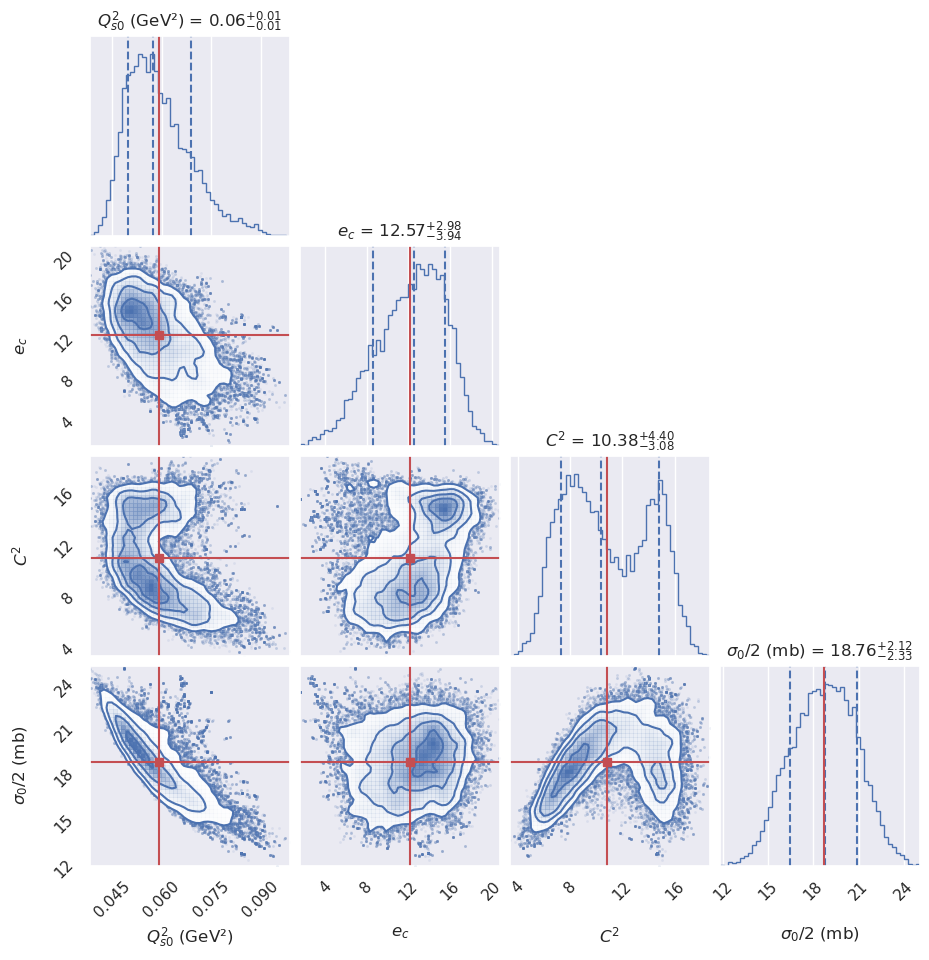 Q²ₛ₀ (GeV²) = 0.06⁺⁰·⁰¹₋₀.₀₁
e_c = 12.57⁺²·⁹⁸₋₃.₉₄
20
16
12
8
4
e_c
C² = 10.38⁺⁴·⁴⁰₋₃.₀₈
16
12
8
4
C²
σ₀/2 (mb) = 18.76⁺²·¹²₋₂.₃₃
24
21
18
15
12
σ₀/2 (mb)
0.045 0.060 0.075 0.090
4 8 12 16 20
4 8 12 16
12 15 18 21 24
Q²ₛ₀ (GeV²)
e_c
C²
σ₀/2 (mb)